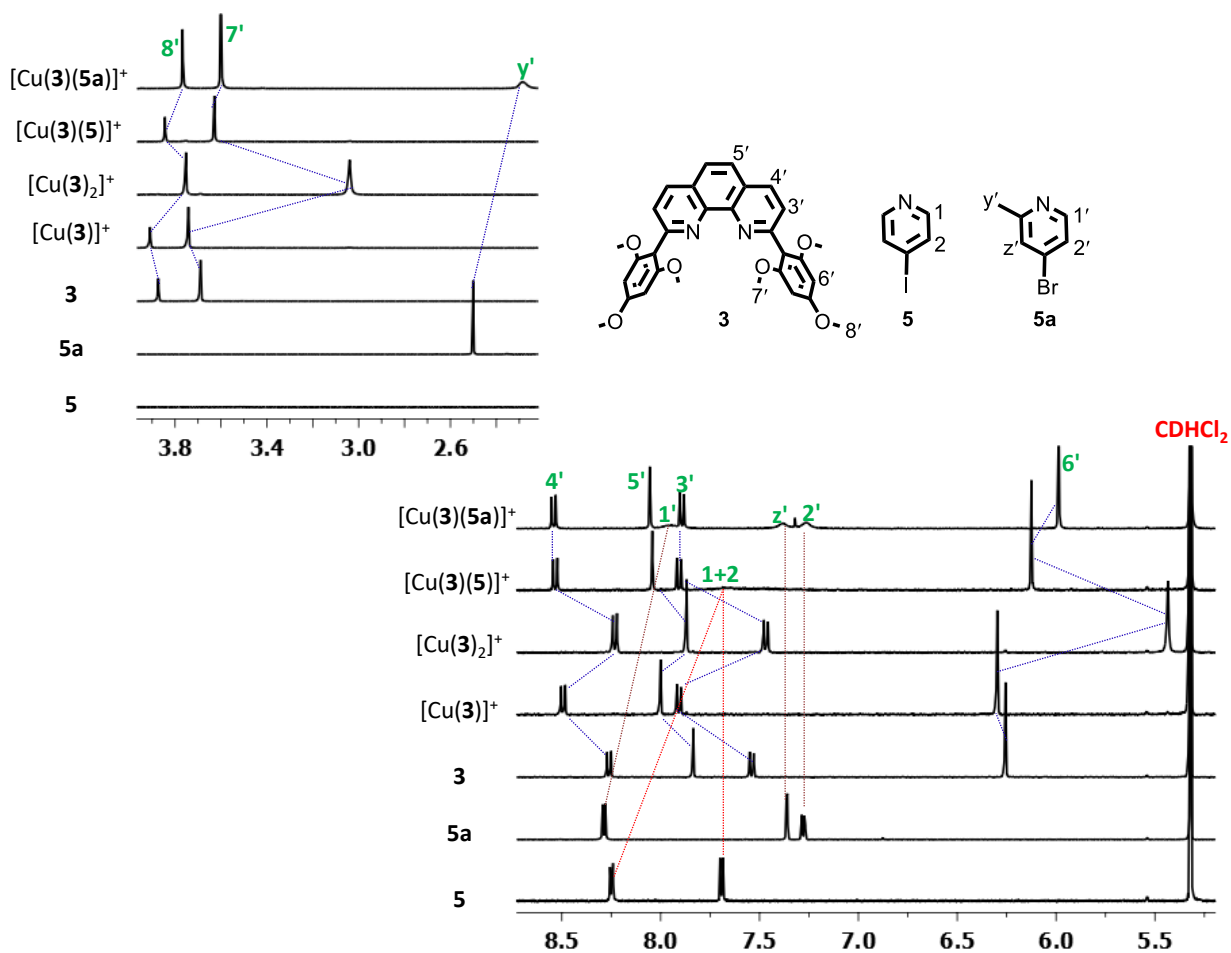 8' 7' y'
[Cu(3)(5a)]⁺
[Cu(3)(5)]⁺
[Cu(3)₂]⁺
[Cu(3)]⁺
3
5a
5
3.8 3.4 3.0 2.6
5'
4'
3'
N N
O O
O O
6'
7'
O O 8'
3
N 1
2
I
5
y' N 1'
z' 2'
Br
5a
CDHCl₂
4' 5' 3' 1' z' 2' 6'
[Cu(3)(5a)]⁺
1+2
[Cu(3)(5)]⁺
[Cu(3)₂]⁺
[Cu(3)]⁺
3
5a
5
8.5 8.0 7.5 7.0 6.5 6.0 5.5